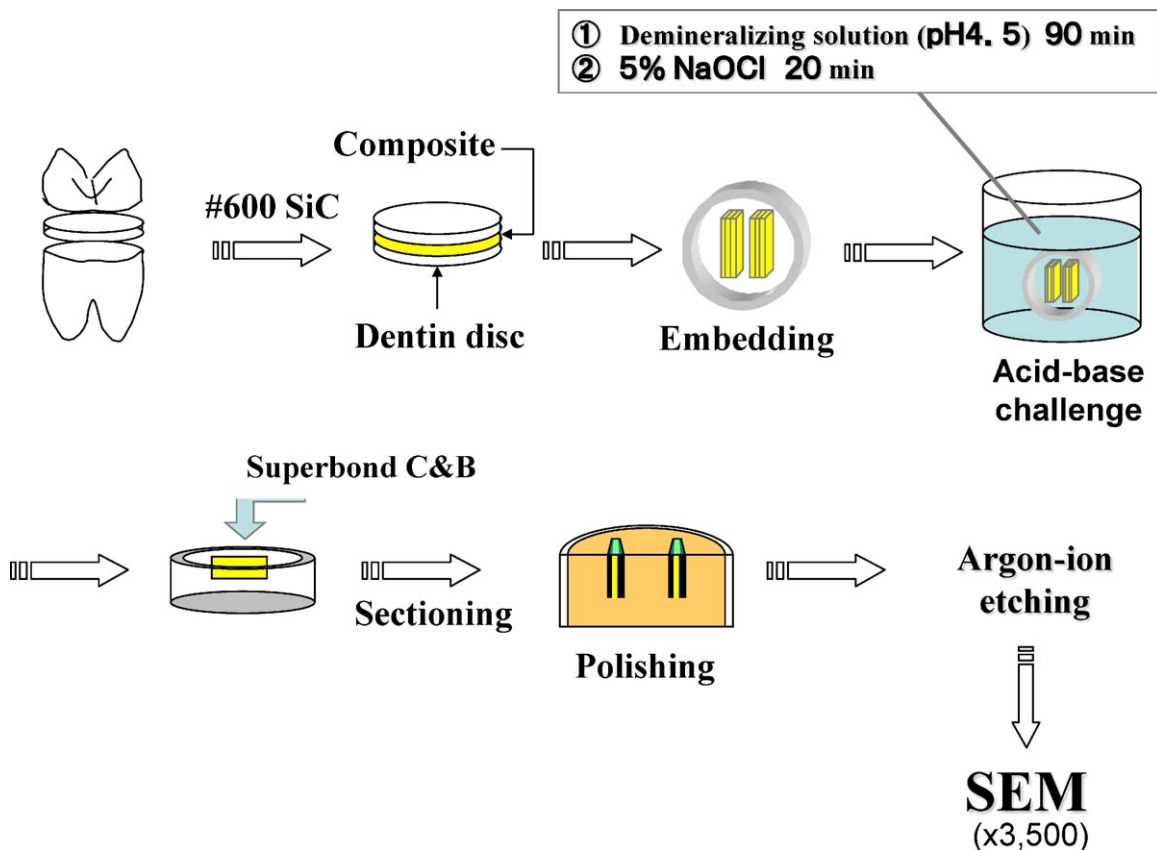 ① Demineralizing solution (pH4. 5) 90 min
② 5% NaOCl 20 min
Composite
#600 SiC
Dentin disc
Embedding
Acid-base
challenge
Superbond C&B
Sectioning
Polishing
Argon-ion
etching
SEM
(x3,500)